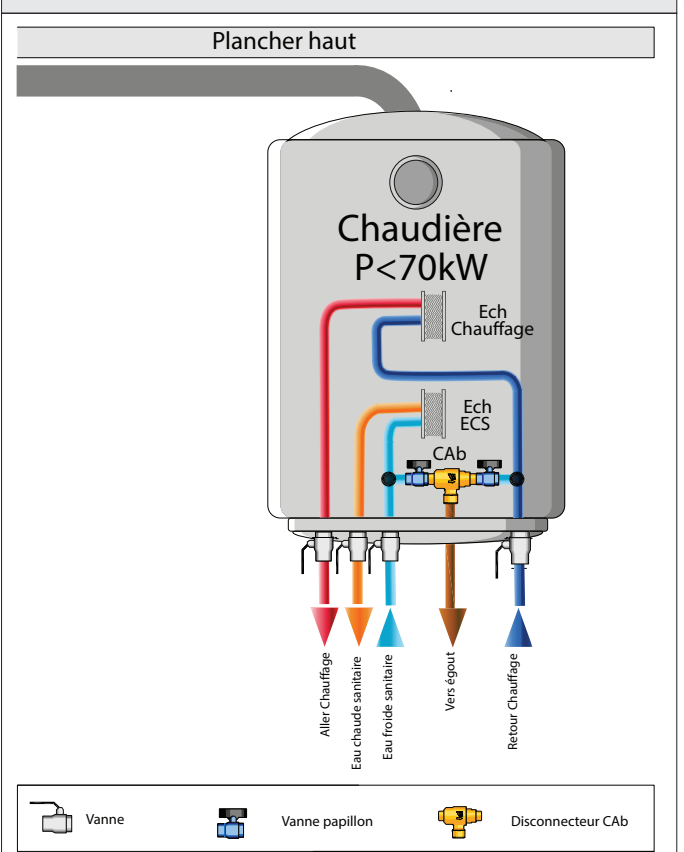 Plancher haut
Chaudière
P<70kW
Ech
Chauffage
Ech
ECS
CAb
Aller Chauffage
Eau chaude sanitaire
Eau froide sanitaire
Vers égout
Retour Chauffage
Vanne
Vanne papillon
Disconnecteur CAb